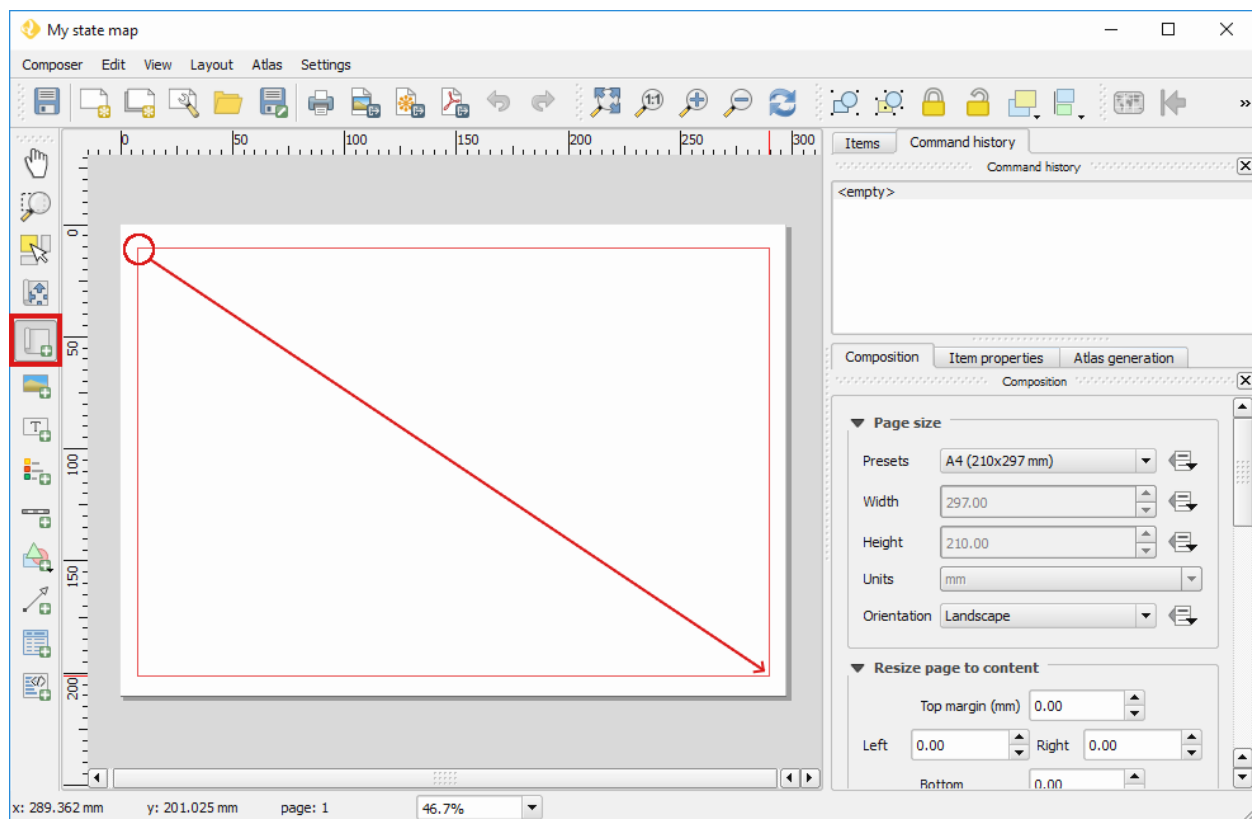 My state map
Composer Edit View Layout Atlas Settings
1:1
»
0 50 100 150 200 250 300
Items Command history
Command history
<empty>
0
50
100
150
200
Composition Item properties Atlas generation
Composition
Page size
Presets A4 (210x297 mm)
Width 297.00
Height 210.00
Units mm
Orientation Landscape
Resize page to content
Top margin (mm) 0.00
Left 0.00 Right 0.00
Bottom 0.00
x: 289.362 mm y: 201.025 mm page: 1 46.7%